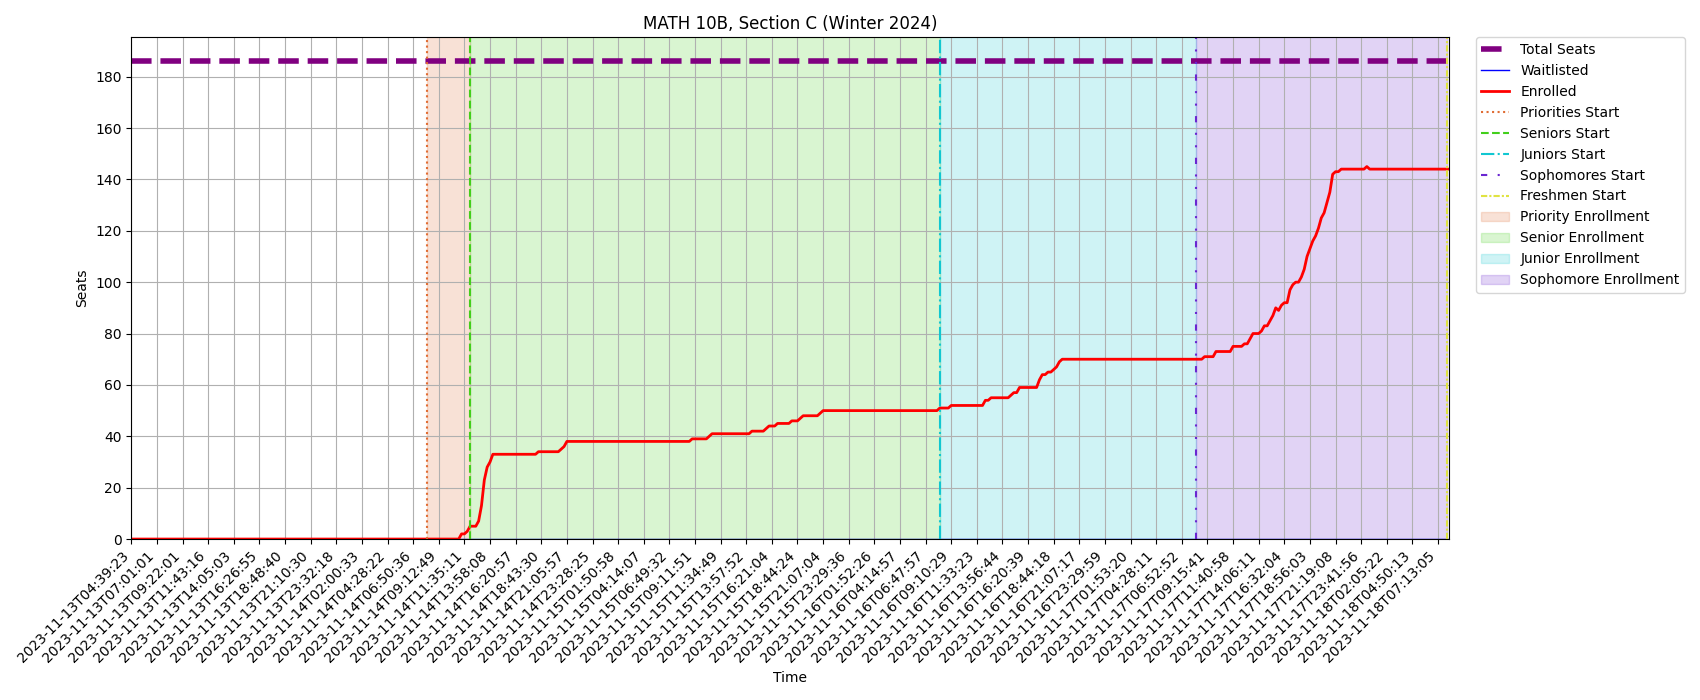 MATH 10B, Section C (Winter 2024)
Seats
180
160
140
120
100
80
60
40
20
0
2023-11-13T04:39:23
2023-11-13T07:01:01
2023-11-13T09:22:01
2023-11-13T11:43:16
2023-11-13T14:05:03
2023-11-13T16:26:55
2023-11-13T18:48:40
2023-11-13T21:10:30
2023-11-13T23:32:18
2023-11-14T02:00:33
2023-11-14T04:28:22
2023-11-14T06:50:36
2023-11-14T09:12:49
2023-11-14T11:35:11
2023-11-14T13:58:08
2023-11-14T16:20:57
2023-11-14T18:43:30
2023-11-14T21:05:57
2023-11-14T23:28:25
2023-11-15T01:50:58
2023-11-15T04:14:07
2023-11-15T06:49:32
2023-11-15T09:11:51
2023-11-15T11:34:49
2023-11-15T13:57:52
2023-11-15T16:21:04
2023-11-15T18:44:24
2023-11-15T21:07:04
2023-11-15T23:29:36
2023-11-16T01:52:26
2023-11-16T04:14:57
2023-11-16T06:47:57
2023-11-16T09:10:29
2023-11-16T11:33:23
2023-11-16T13:56:44
2023-11-16T16:20:39
2023-11-16T18:44:18
2023-11-16T21:07:17
2023-11-16T23:29:59
2023-11-17T01:53:20
2023-11-17T04:28:11
2023-11-17T06:52:52
2023-11-17T09:15:41
2023-11-17T11:40:58
2023-11-17T14:06:11
2023-11-17T16:32:04
2023-11-17T18:56:03
2023-11-17T21:19:08
2023-11-17T23:41:56
2023-11-18T02:05:22
2023-11-18T04:50:13
2023-11-18T07:13:05
Time
Total Seats
Waitlisted
Enrolled
Priorities Start
Seniors Start
Juniors Start
Sophomores Start
Freshmen Start
Priority Enrollment
Senior Enrollment
Junior Enrollment
Sophomore Enrollment